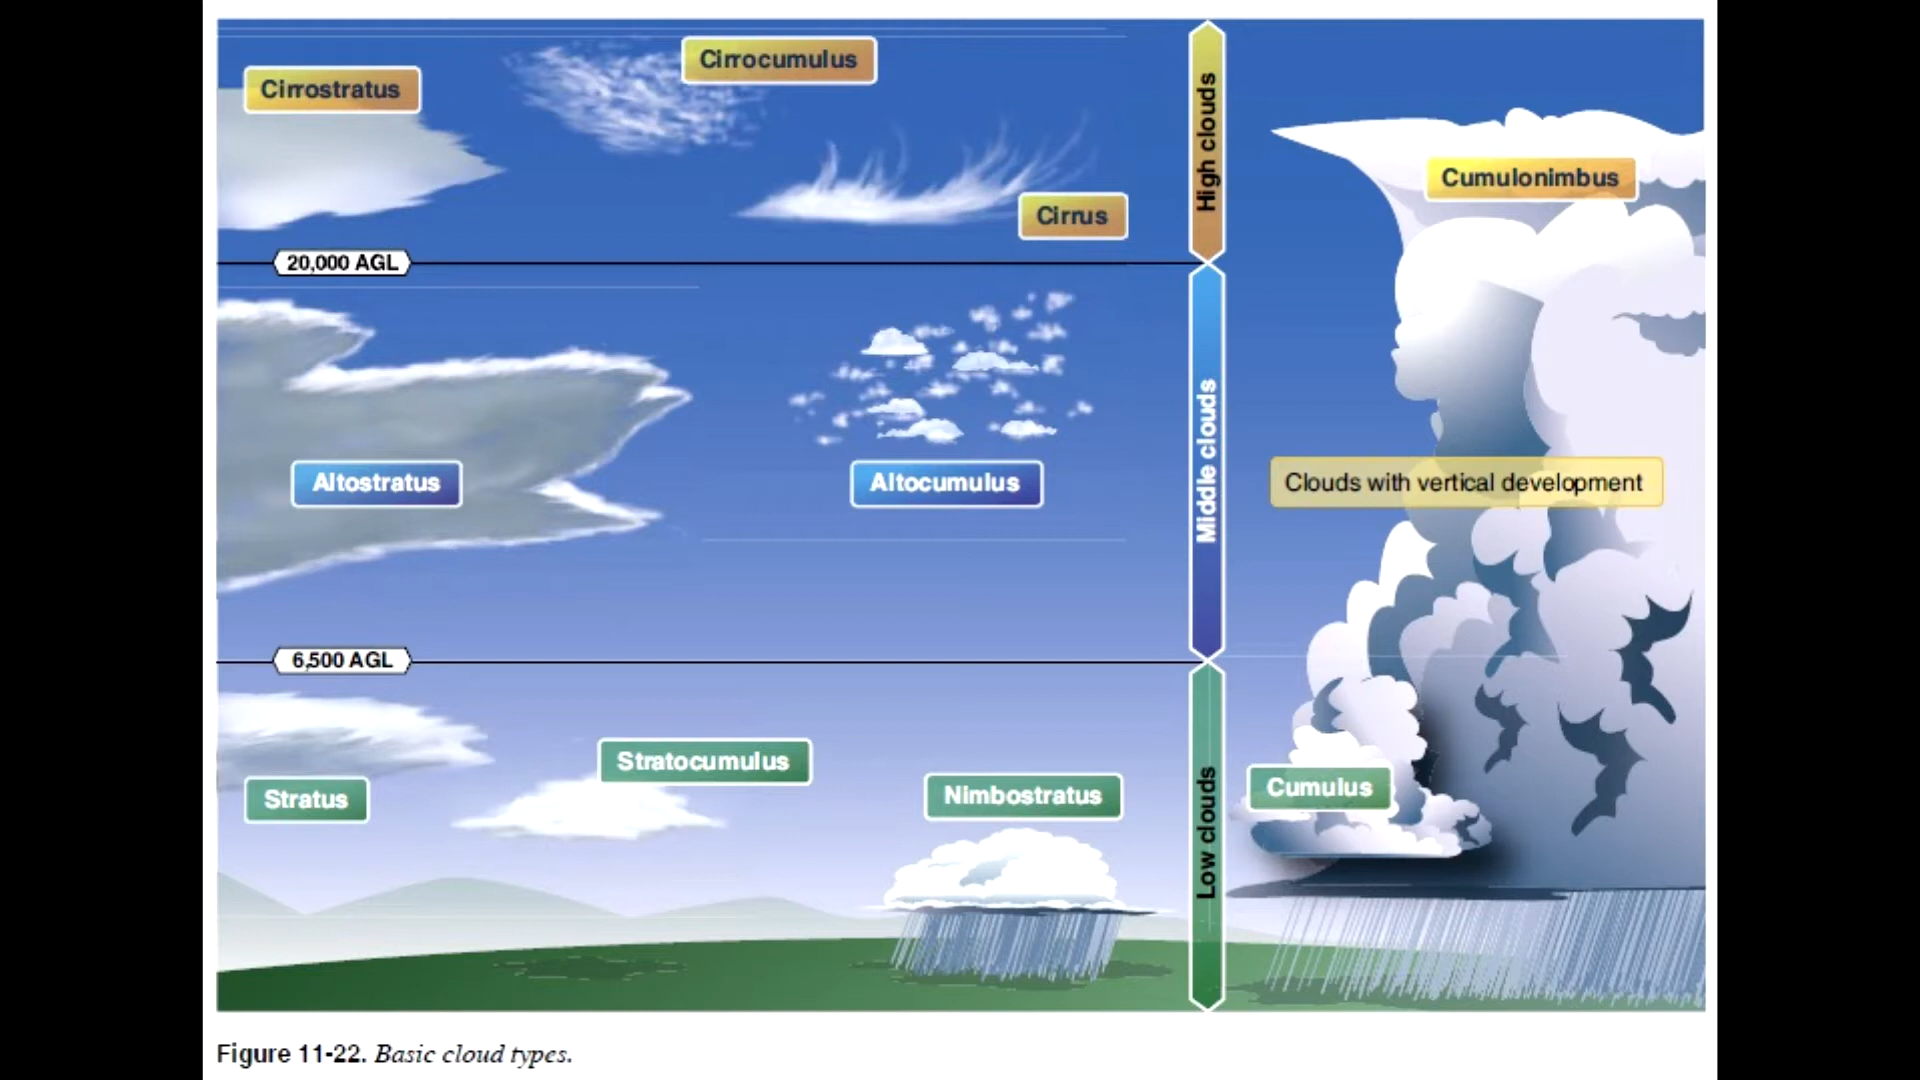 Cirrostratus
Cirrocumulus
Cirrus
High clouds
Cumulonimbus
20,000 AGL
Altostratus
Altocumulus
Middle clouds
Clouds with vertical development
6,500 AGL
Stratus
Stratocumulus
Nimbostratus
Low clouds
Cumulus
Figure 11-22. Basic cloud types.